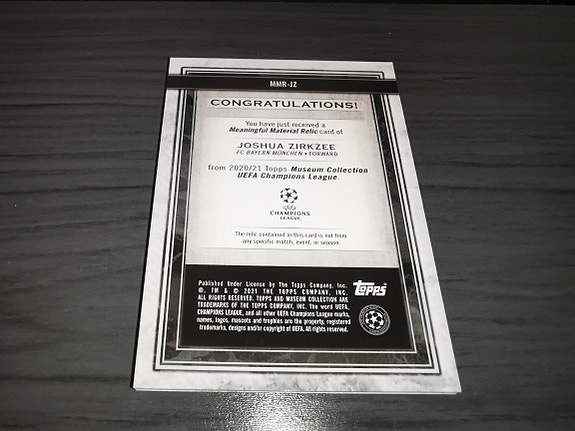 MMR-JZ
CONGRATULATIONS!
You have just received a
Meaningful Material Relic card of
JOSHUA ZIRKZEE
FC BAYERN MÜNCHEN • FORWARD
from 2020/21 Topps Museum Collection
UEFA Champions League.
UEFA
CHAMPIONS
LEAGUE
The relic contained in this card is not from
any specific match, event, or season.
Published Under License by The Topps Company, Inc.
®, TM & © 2021 THE TOPPS COMPANY, INC.
ALL RIGHTS RESERVED. TOPPS AND MUSEUM COLLECTION ARE
TRADEMARKS OF THE TOPPS COMPANY, INC. The word UEFA,
CHAMPIONS LEAGUE, and all other UEFA Champions League marks,
names, logos, mascots and trophies are the property, registered
trademarks, designs and/or copyright of UEFA. All rights reserved.
Topps